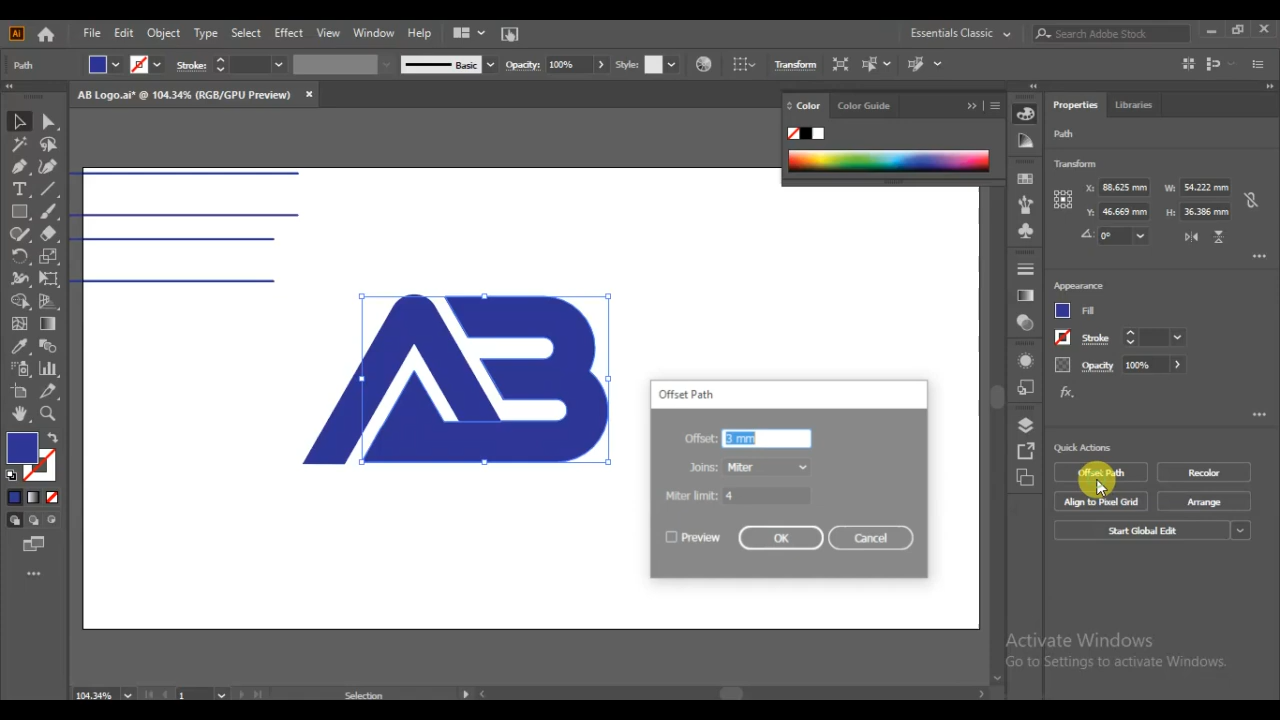 Ai File Edit Object Type Select Effect View Window Help Essentials Classic Search Adobe Stock
Path Stroke: Basic Opacity: 100% Style: Transform
AB Logo.ai* @ 104.34% (RGB/GPU Preview) ×
Color Color Guide
Properties Libraries
Path
Transform
X: 88.625 mm W: 54.222 mm
Y: 46.669 mm H: 36.386 mm
0°
Appearance
Fill
Stroke
Opacity 100%
fx.
AB
Offset Path
Offset: 3 mm
Joins: Miter
Miter limit: 4
Preview OK Cancel
Quick Actions
Offset Path Recolor
Align to Pixel Grid Arrange
Start Global Edit
Activate Windows
Go to Settings to activate Windows.
104.34% 1 Selection